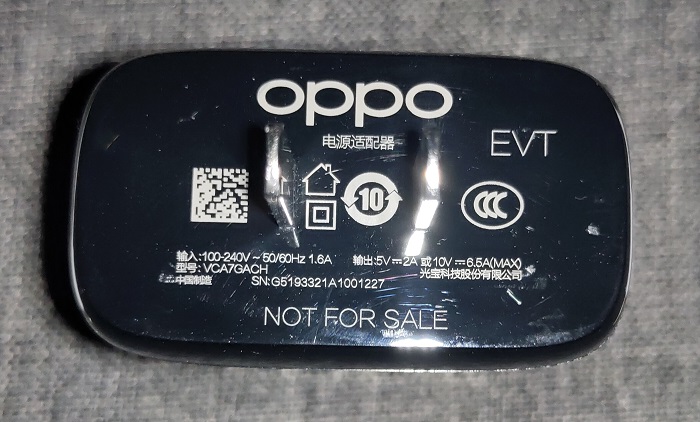 oppo
电源适配器
EVT
10
CCC
输入:100-240V~50/60Hz 1.6A
输出:5V⎓2A 或 10V⎓6.5A(MAX)
型号: VCA7GACH
光宝科技股份有限公司
中国制造
SN:G5193321A1001227
NOT FOR SALE